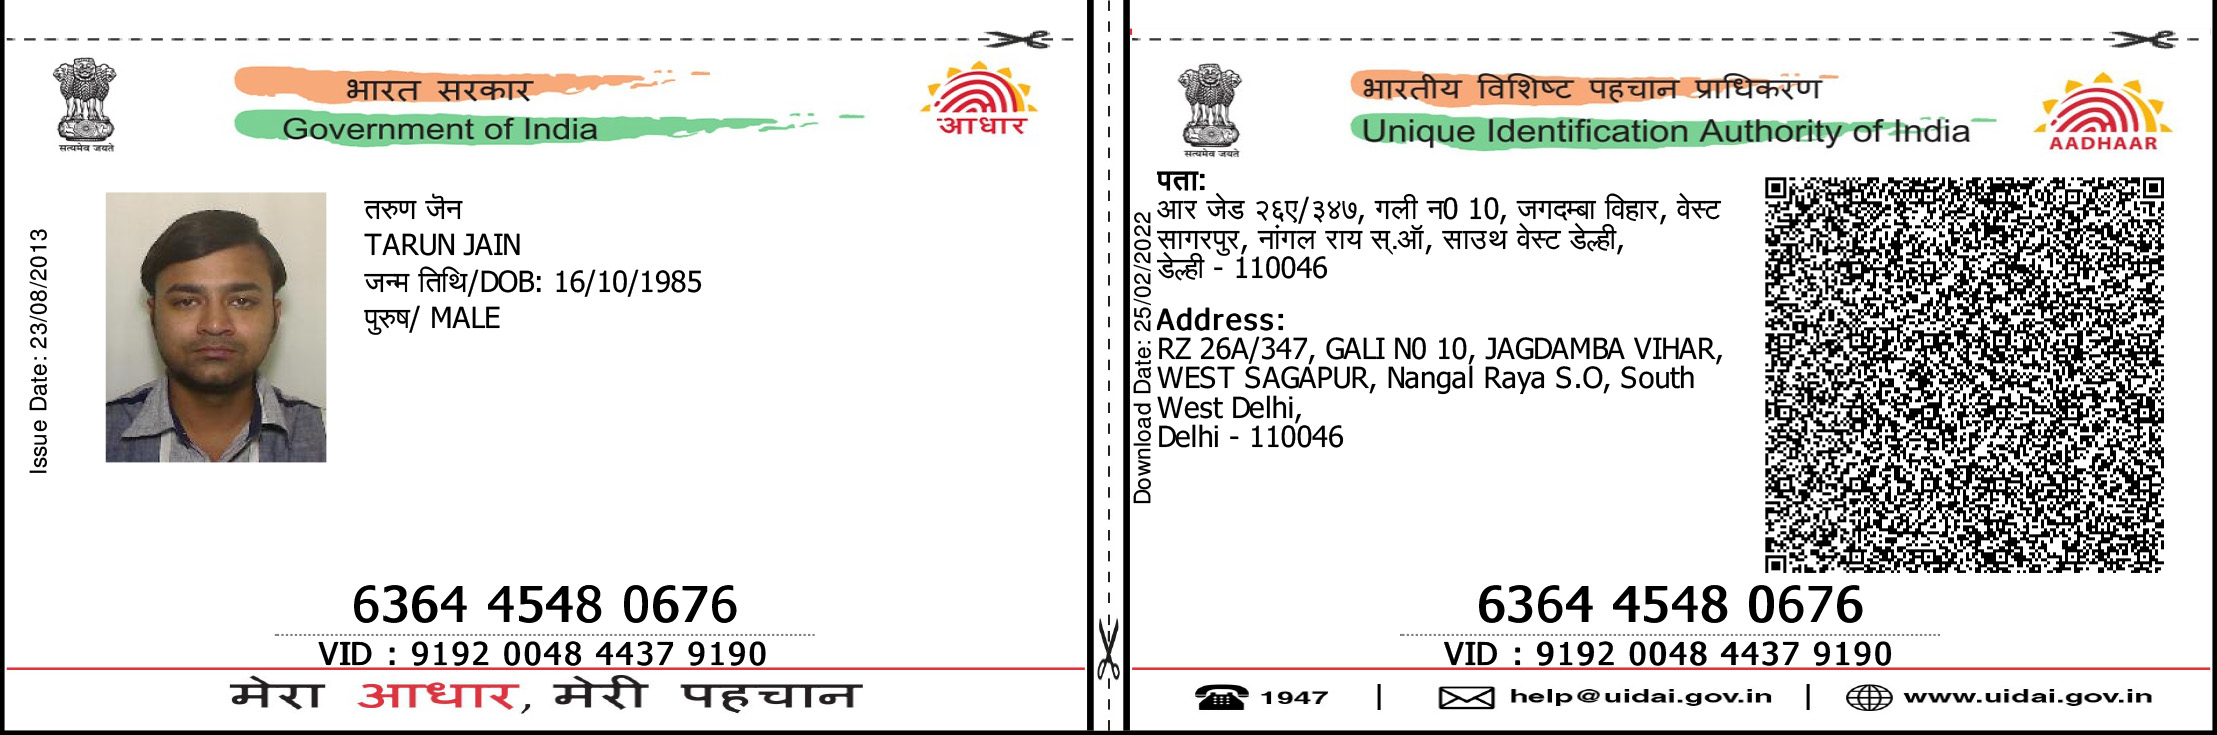 भारत सरकार
Government of India
सत्यमेव जयते
आधार
Issue Date: 23/08/2013
तरुण जॆन
TARUN JAIN
जन्म तिथि/DOB: 16/10/1985
पुरुष/ MALE
6364 4548 0676
VID : 9192 0048 4437 9190
मेरा आधार, मेरी पहचान
भारतीय विशिष्ट पहचान प्राधिकरण
Unique Identification Authority of India
सत्यमेव जयते
AADHAAR
Download Date: 25/02/2022
पता:
आर जेड २६ए/३४७, गली न0 10, जगदम्बा विहार, वेस्ट
सागरपुर, नांगल राय स्.ऑ, साउथ वेस्ट डेल्ही,
डेल्ही - 110046
Address:
RZ 26A/347, GALI N0 10, JAGDAMBA VIHAR,
WEST SAGAPUR, Nangal Raya S.O, South
West Delhi,
Delhi - 110046
6364 4548 0676
VID : 9192 0048 4437 9190
1947 | help@uidai.gov.in | www.uidai.gov.in